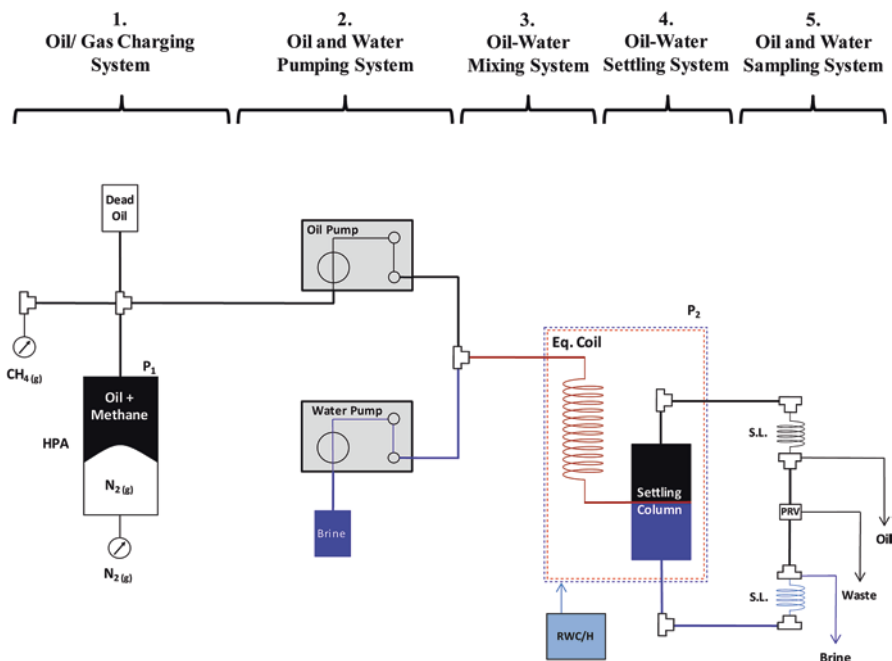 1.
Oil/ Gas Charging
System
2.
Oil and Water
Pumping System
3.
Oil-Water
Mixing System
4.
Oil-Water
Settling System
5.
Oil and Water
Sampling System
Dead
Oil
CH4 (g)
P1
Oil +
Methane
HPA
N2 (g)
N2 (g)
Oil Pump
Water Pump
Brine
P2
Eq. Coil
Settling
Column
RWC/H
S.L.
PRV
Oil
Waste
S.L.
Brine